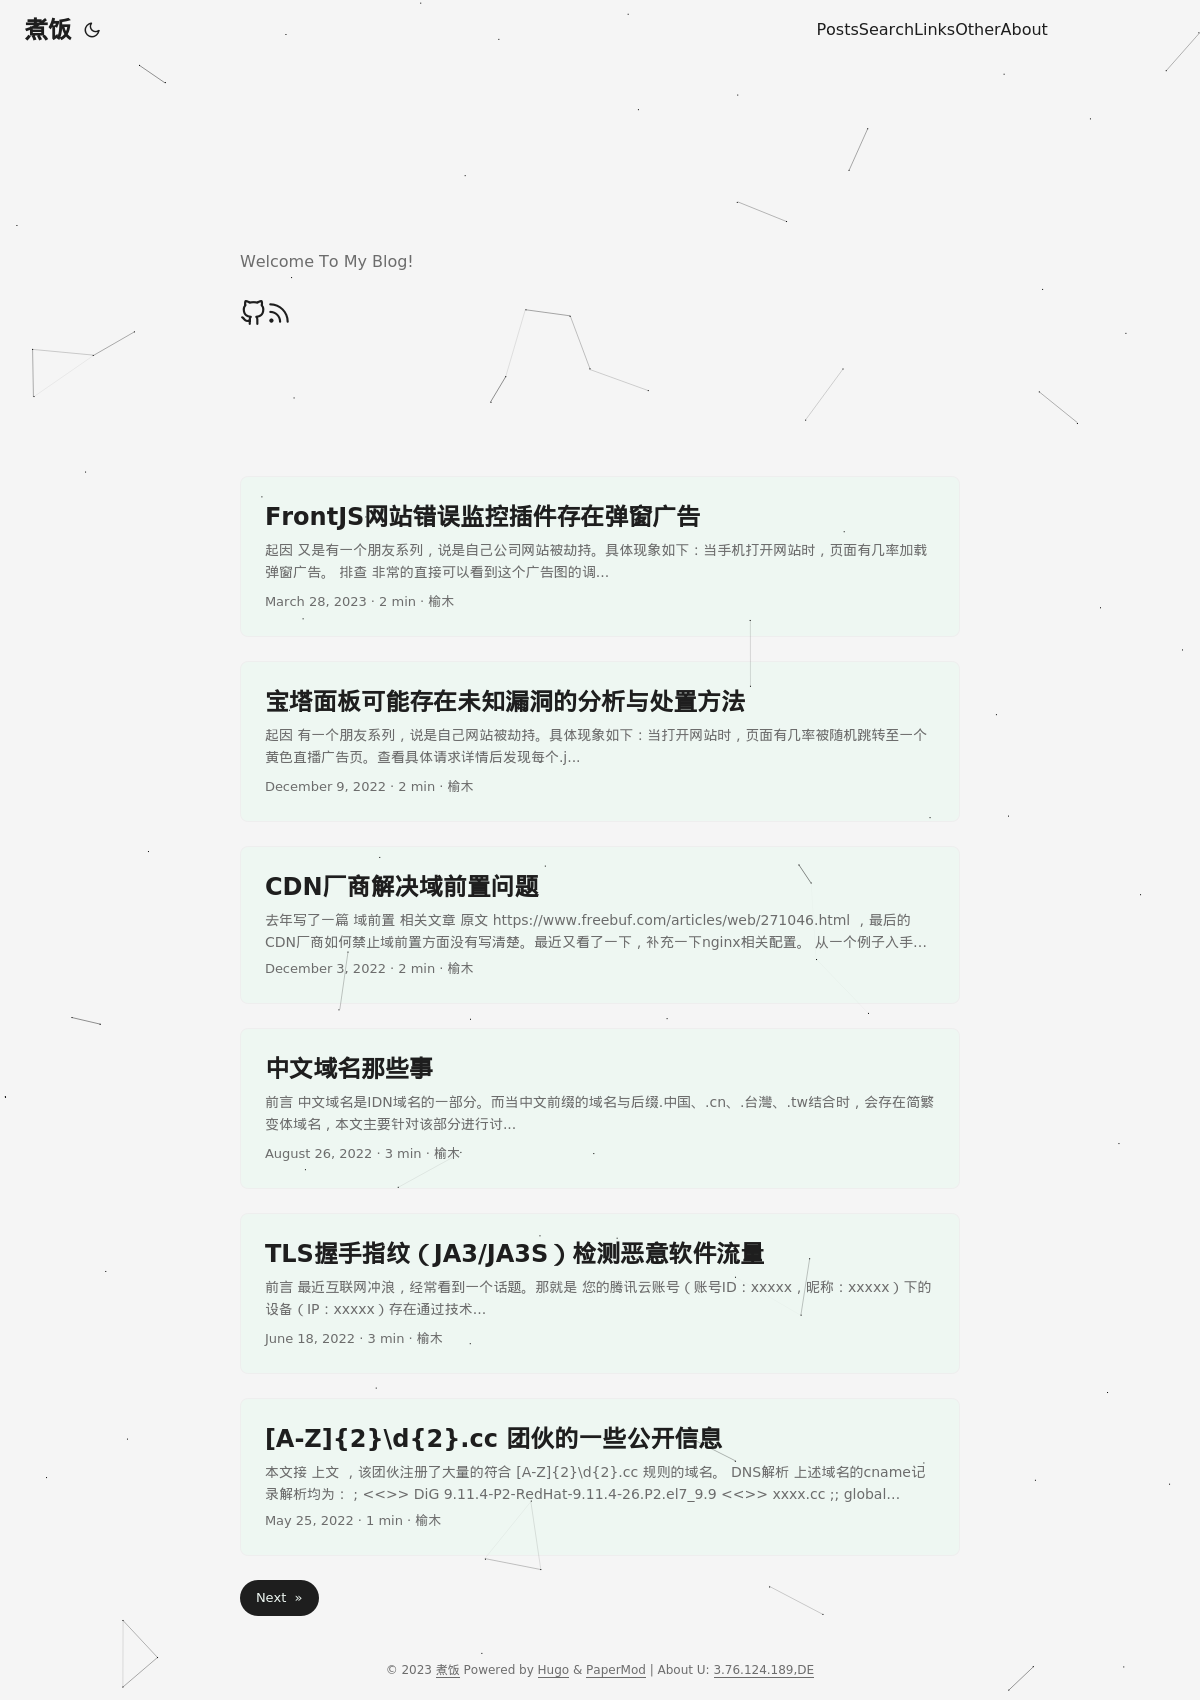 煮饭
PostsSearchLinksOtherAbout
Welcome To My Blog!
FrontJS网站错误监控插件存在弹窗广告
起因 又是有一个朋友系列，说是自己公司网站被劫持。具体现象如下：当手机打开网站时，页面有几率加载
弹窗广告。 排查 非常的直接可以看到这个广告图的调...
March 28, 2023 · 2 min · 榆木
宝塔面板可能存在未知漏洞的分析与处置方法
起因 有一个朋友系列，说是自己网站被劫持。具体现象如下：当打开网站时，页面有几率被随机跳转至一个
黄色直播广告页。查看具体请求详情后发现每个.j...
December 9, 2022 · 2 min · 榆木
CDN厂商解决域前置问题
去年写了一篇 域前置 相关文章 原文 https://www.freebuf.com/articles/web/271046.html ，最后的
CDN厂商如何禁止域前置方面没有写清楚。最近又看了一下，补充一下nginx相关配置。 从一个例子入手...
December 3, 2022 · 2 min · 榆木
中文域名那些事
前言 中文域名是IDN域名的一部分。而当中文前缀的域名与后缀.中国、.cn、.台灣、.tw结合时，会存在简繁
变体域名，本文主要针对该部分进行讨...
August 26, 2022 · 3 min · 榆木
TLS握手指纹（JA3/JA3S）检测恶意软件流量
前言 最近互联网冲浪，经常看到一个话题。那就是 您的腾讯云账号（账号ID：xxxxx，昵称：xxxxx）下的
设备（IP：xxxxx）存在通过技术...
June 18, 2022 · 3 min · 榆木
[A-Z]{2}\d{2}.cc 团伙的一些公开信息
本文接 上文 ，该团伙注册了大量的符合 [A-Z]{2}\d{2}.cc 规则的域名。 DNS解析 上述域名的cname记
录解析均为： ; <<>> DiG 9.11.4-P2-RedHat-9.11.4-26.P2.el7_9.9 <<>> xxxx.cc ;; global...
May 25, 2022 · 1 min · 榆木
Next »
© 2023 煮饭 Powered by Hugo & PaperMod | About U: 3.76.124.189,DE